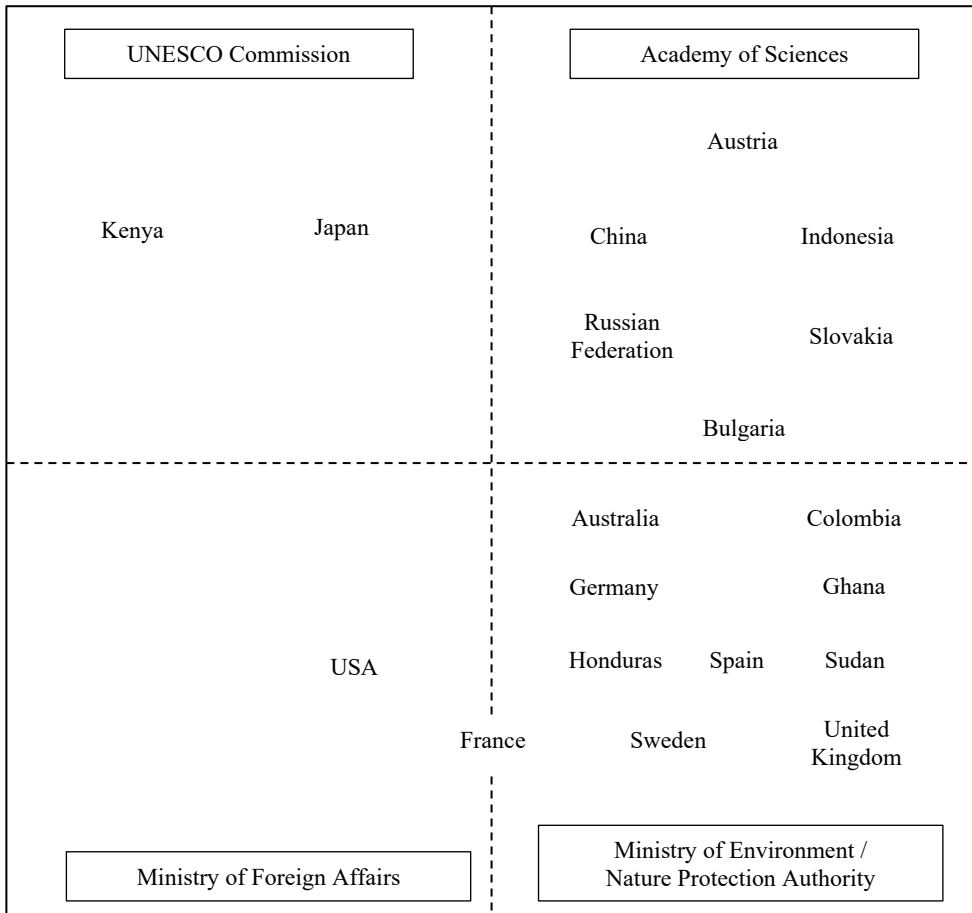 UNESCO Commission
Kenya
Japan
Academy of Sciences
Austria
China
Indonesia
Russian
Federation
Slovakia
Bulgaria
USA
France
Ministry of Foreign Affairs
Australia
Colombia
Germany
Ghana
Honduras
Spain
Sudan
Sweden
United
Kingdom
Ministry of Environment /
Nature Protection Authority